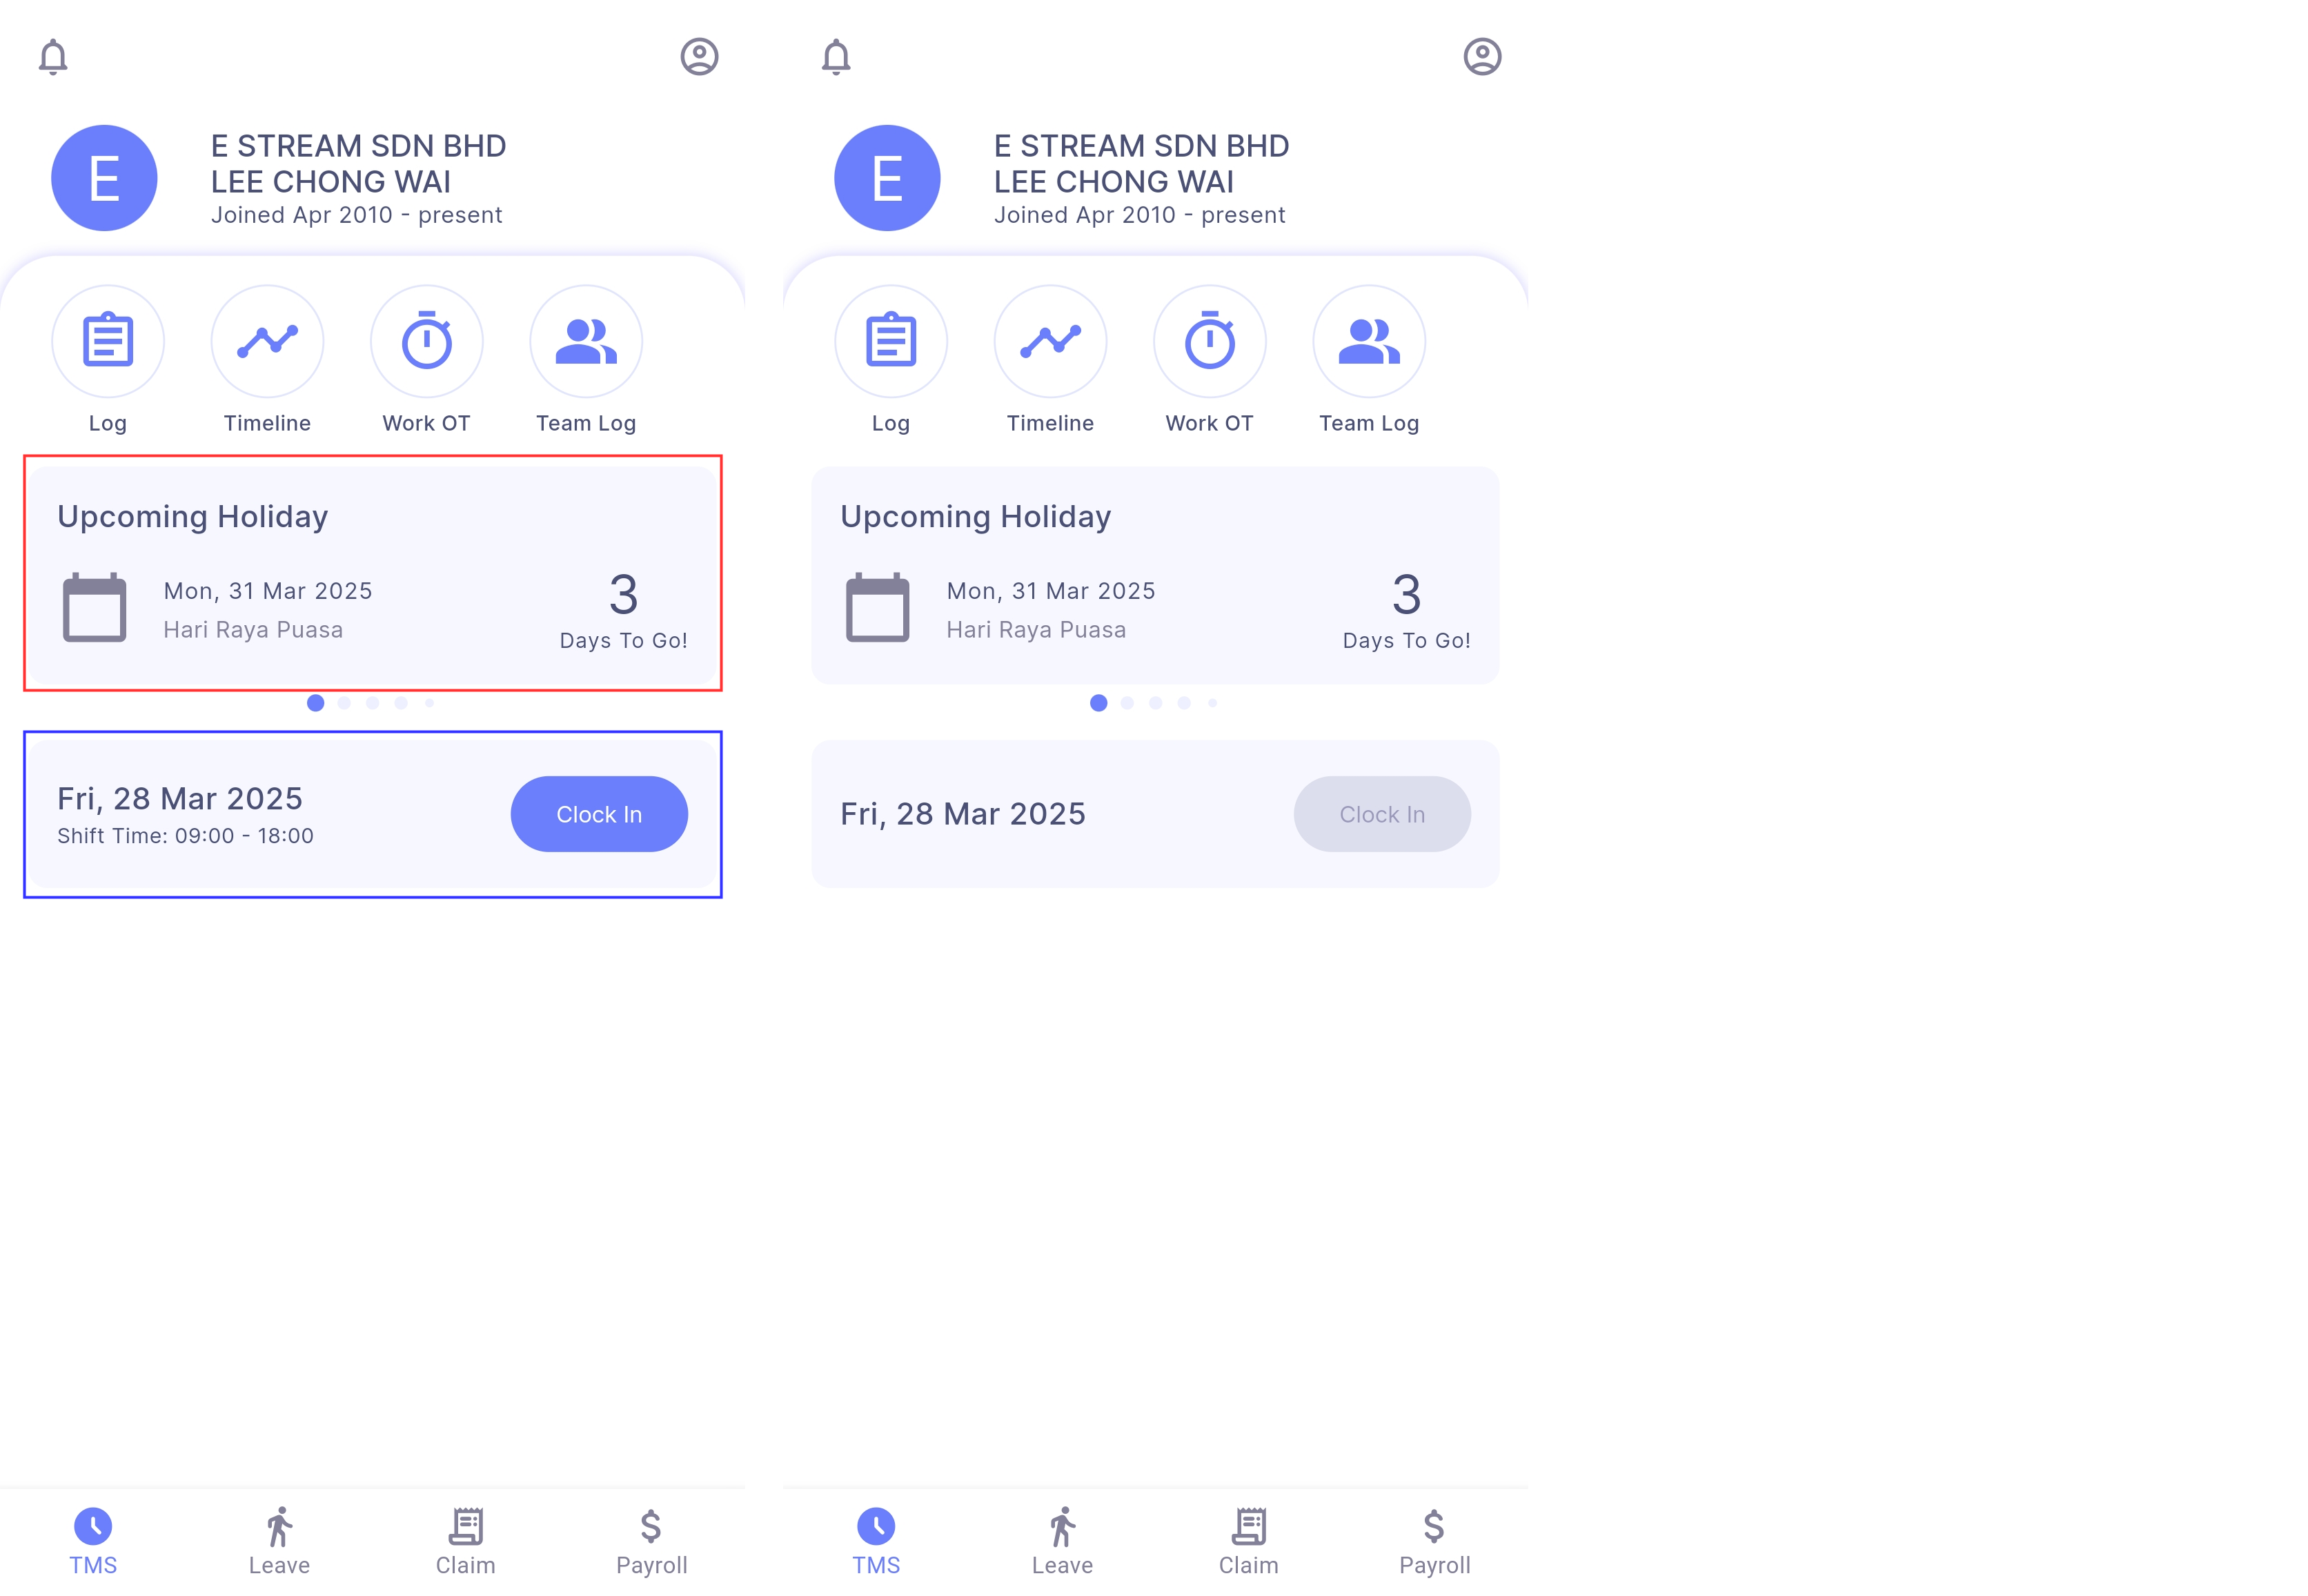 E
E STREAM SDN BHD
LEE CHONG WAI
Joined Apr 2010 - present
Log
Timeline
Work OT
Team Log
Upcoming Holiday
Mon, 31 Mar 2025
Hari Raya Puasa
3
Days To Go!
Fri, 28 Mar 2025
Shift Time: 09:00 - 18:00
Clock In
TMS
Leave
Claim
Payroll
E
E STREAM SDN BHD
LEE CHONG WAI
Joined Apr 2010 - present
Log
Timeline
Work OT
Team Log
Upcoming Holiday
Mon, 31 Mar 2025
Hari Raya Puasa
3
Days To Go!
Fri, 28 Mar 2025
Clock In
TMS
Leave
Claim
Payroll